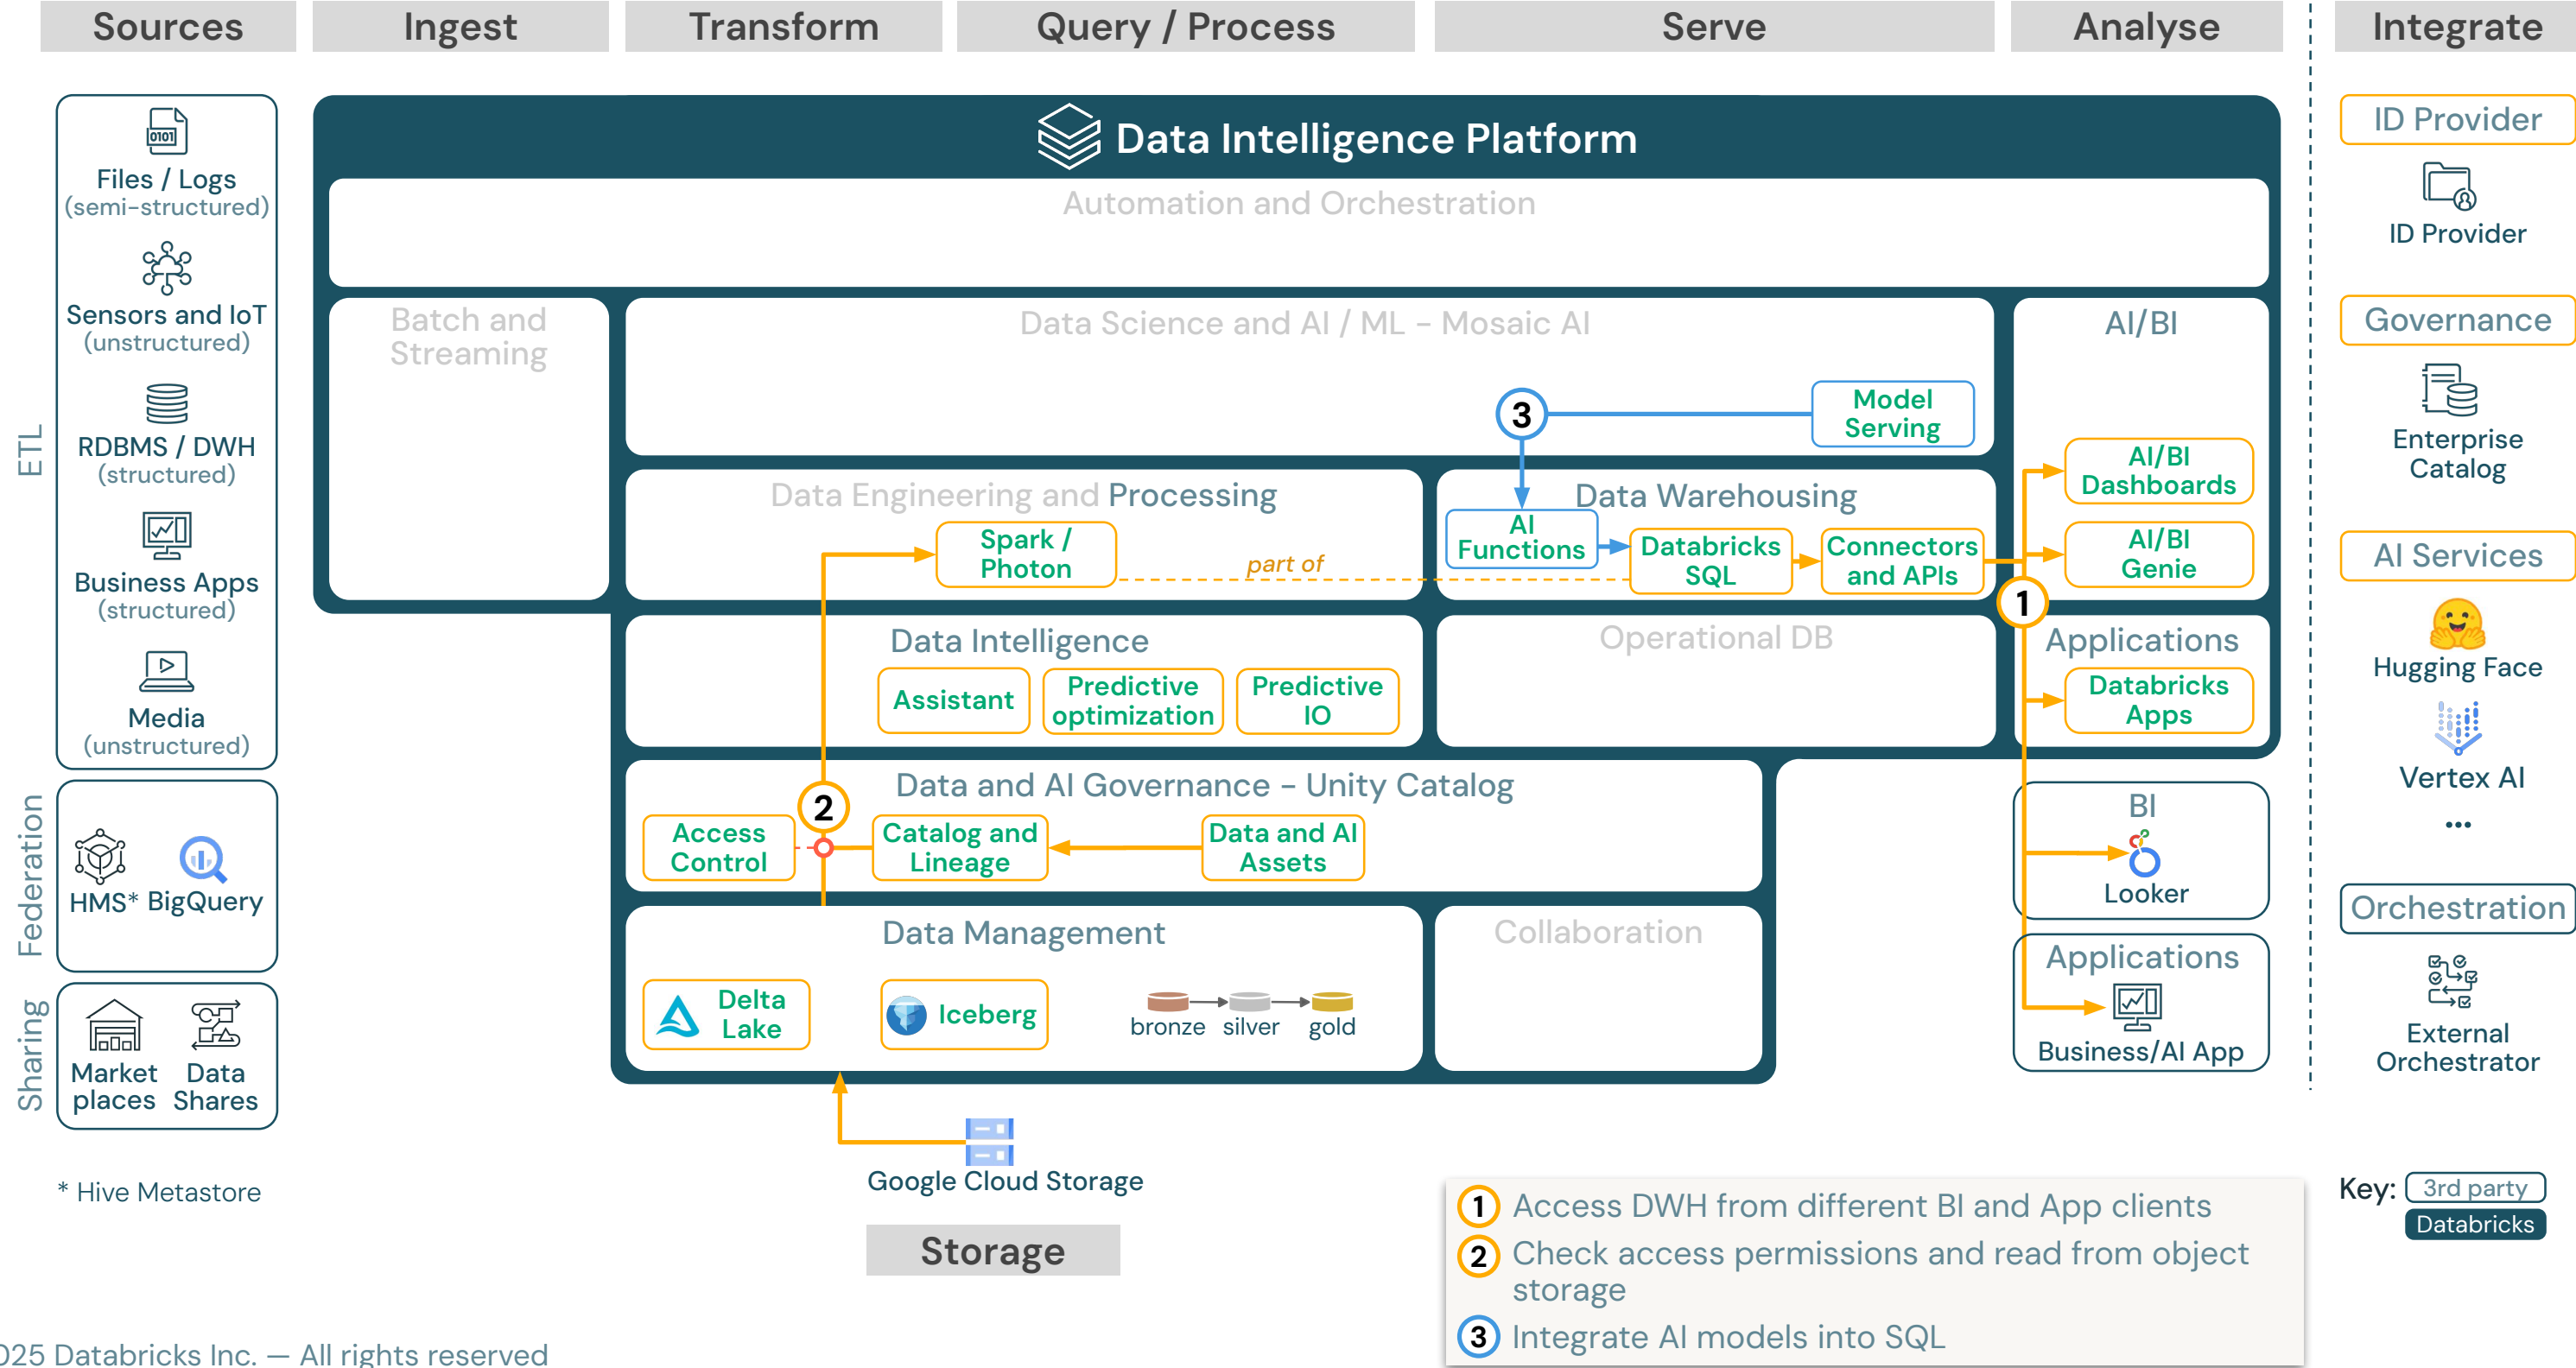 Sources
Ingest
Transform
Query / Process
Serve
Analyse
Integrate
ETL
0101
Files / Logs
(semi-structured)
Sensors and IoT
(unstructured)
RDBMS / DWH
(structured)
Business Apps
(structured)
Media
(unstructured)
Federation
HMS* BigQuery
Sharing
Market
places
Data
Shares
* Hive Metastore
Data Intelligence Platform
Automation and Orchestration
Batch and
Streaming
Data Science and AI / ML - Mosaic AI
3
Model
Serving
Data Engineering and Processing
Spark /
Photon
part of
Data Warehousing
AI
Functions
Databricks
SQL
Connectors
and APIs
1
AI/BI
AI/BI
Dashboards
AI/BI
Genie
Data Intelligence
Assistant
Predictive
optimization
Predictive
IO
Operational DB
Applications
Databricks
Apps
Data and AI Governance - Unity Catalog
2
Access
Control
Catalog and
Lineage
Data and AI
Assets
Data Management
Delta
Lake
Iceberg
bronze silver gold
Collaboration
BI
Looker
Applications
Business/AI App
Google Cloud Storage
Storage
ID Provider
ID Provider
Governance
Enterprise
Catalog
AI Services
Hugging Face
Vertex AI
...
Orchestration
External
Orchestrator
1 Access DWH from different BI and App clients
2 Check access permissions and read from object
storage
3 Integrate AI models into SQL
Key: 3rd party
Databricks
025 Databricks Inc. — All rights reserved